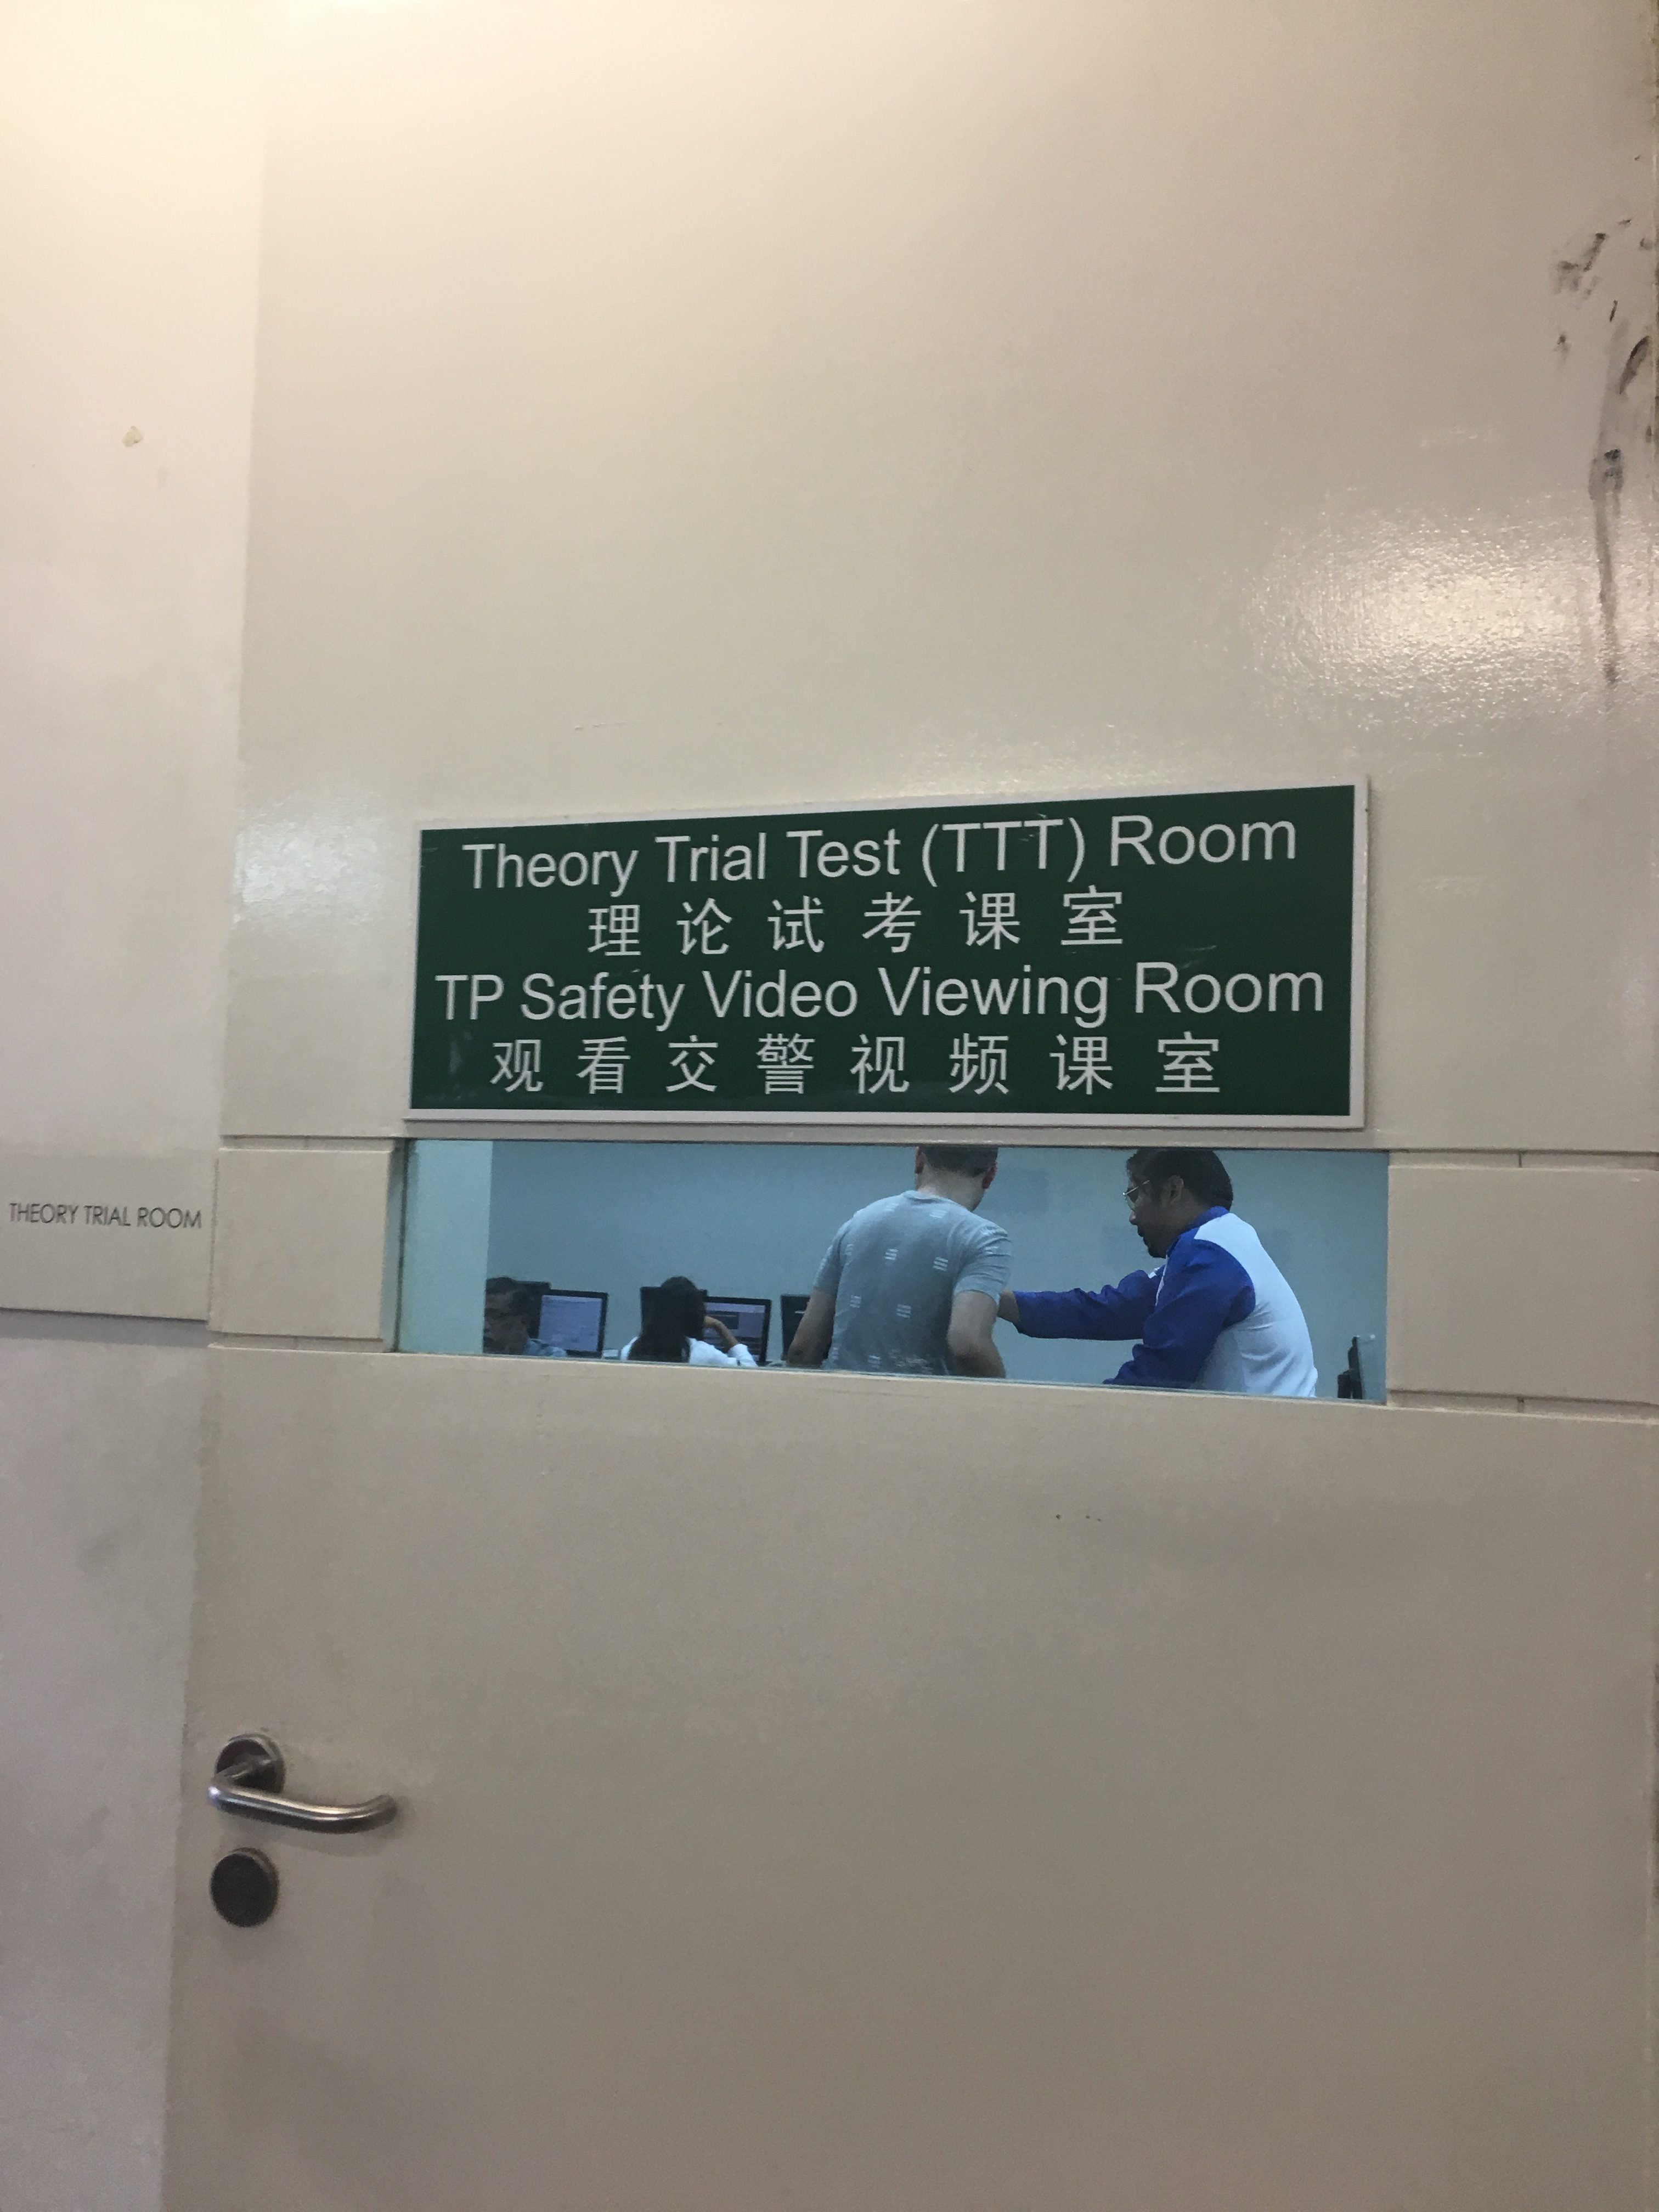 Theory Trial Test (TTT) Room
理论试考课室
TP Safety Video Viewing Room
观看交警视频课室
THEORY TRIAL ROOM